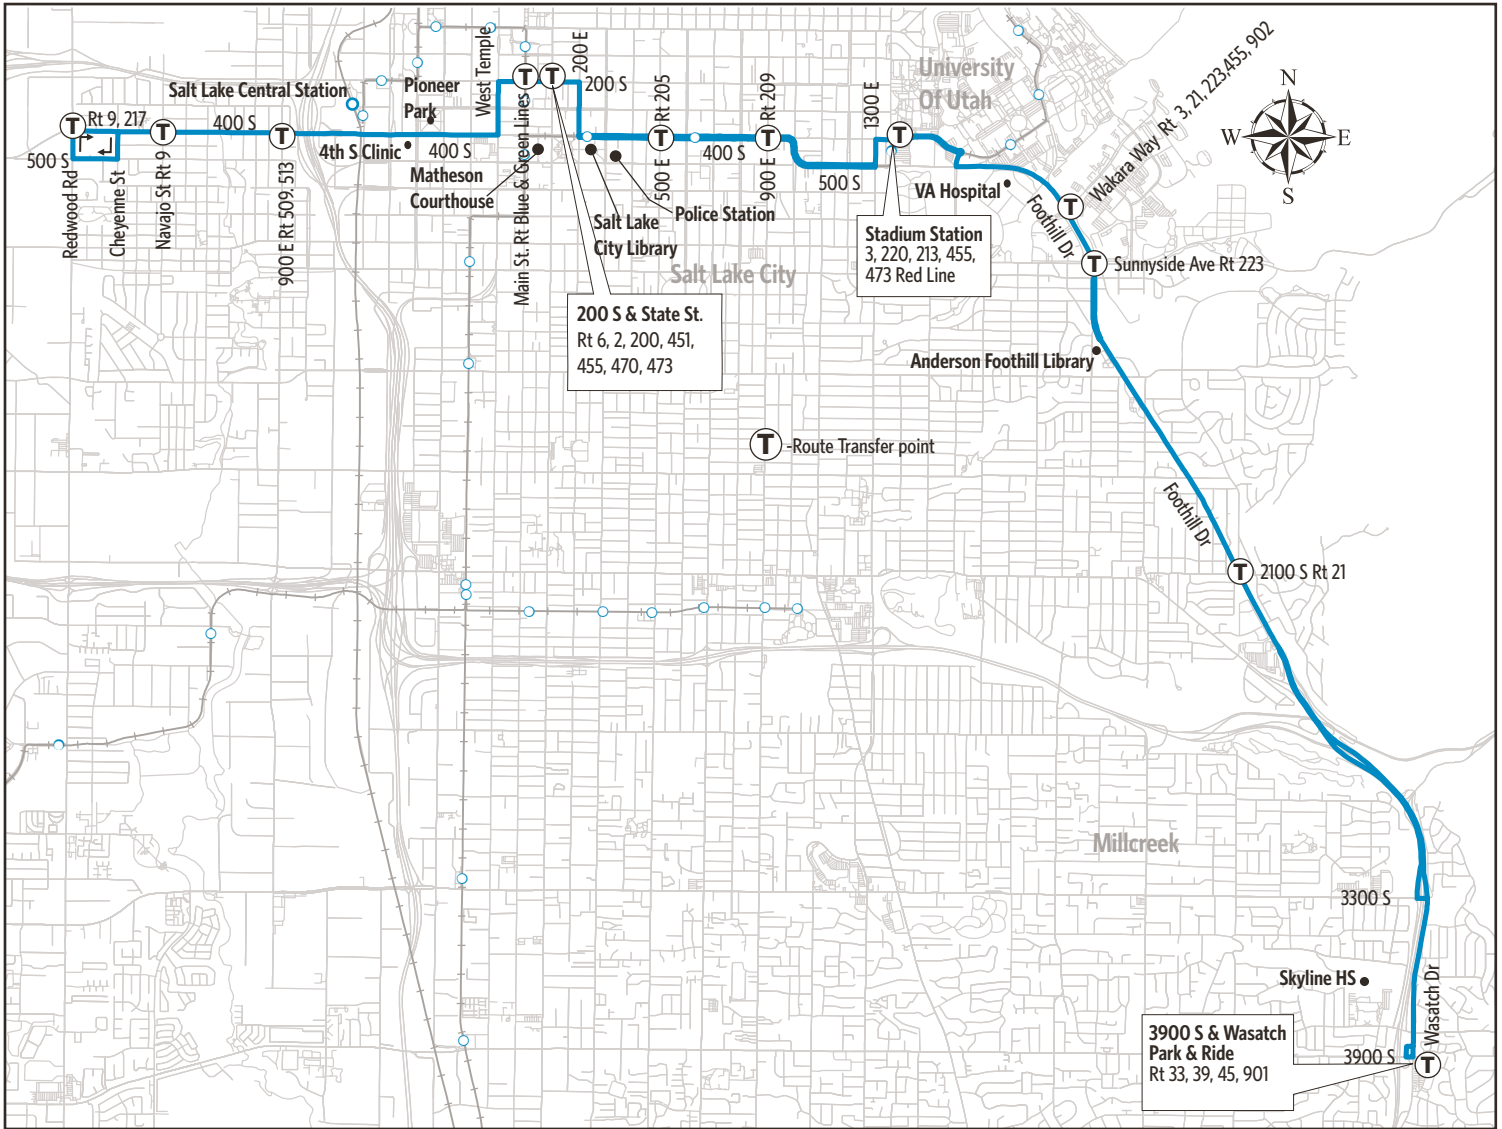 N
W
E
S
University
Of Utah
Wakara Way Rt 3, 21, 223,455, 902
Salt Lake Central Station
Pioneer
Park
West Temple
200 E
200 S
T
T
Rt 205
Rt 209
1300 E
T
Rt 9, 217
T
400 S
T
T
T
T
500 S
4th S Clinic
400 S
400 S
500 S
Matheson
Courthouse
Redwood Rd
Cheyenne St
Navajo St Rt 9
900 E Rt 509. 513
Main St. Rt Blue & Green Lines
500 E
900 E
Salt Lake
City Library
Police Station
VA Hospital
T
Foothill Dr
Stadium Station
3, 220, 213, 455,
473 Red Line
T
Sunnyside Ave Rt 223
Salt Lake City
200 S & State St.
Rt 6, 2, 200, 451,
455, 470, 473
Anderson Foothill Library
T
-Route Transfer point
Foothill Dr
T
2100 S Rt 21
Millcreek
3300 S
Skyline HS
Wasatch Dr
3900 S & Wasatch
Park & Ride
Rt 33, 39, 45, 901
3900 S
T